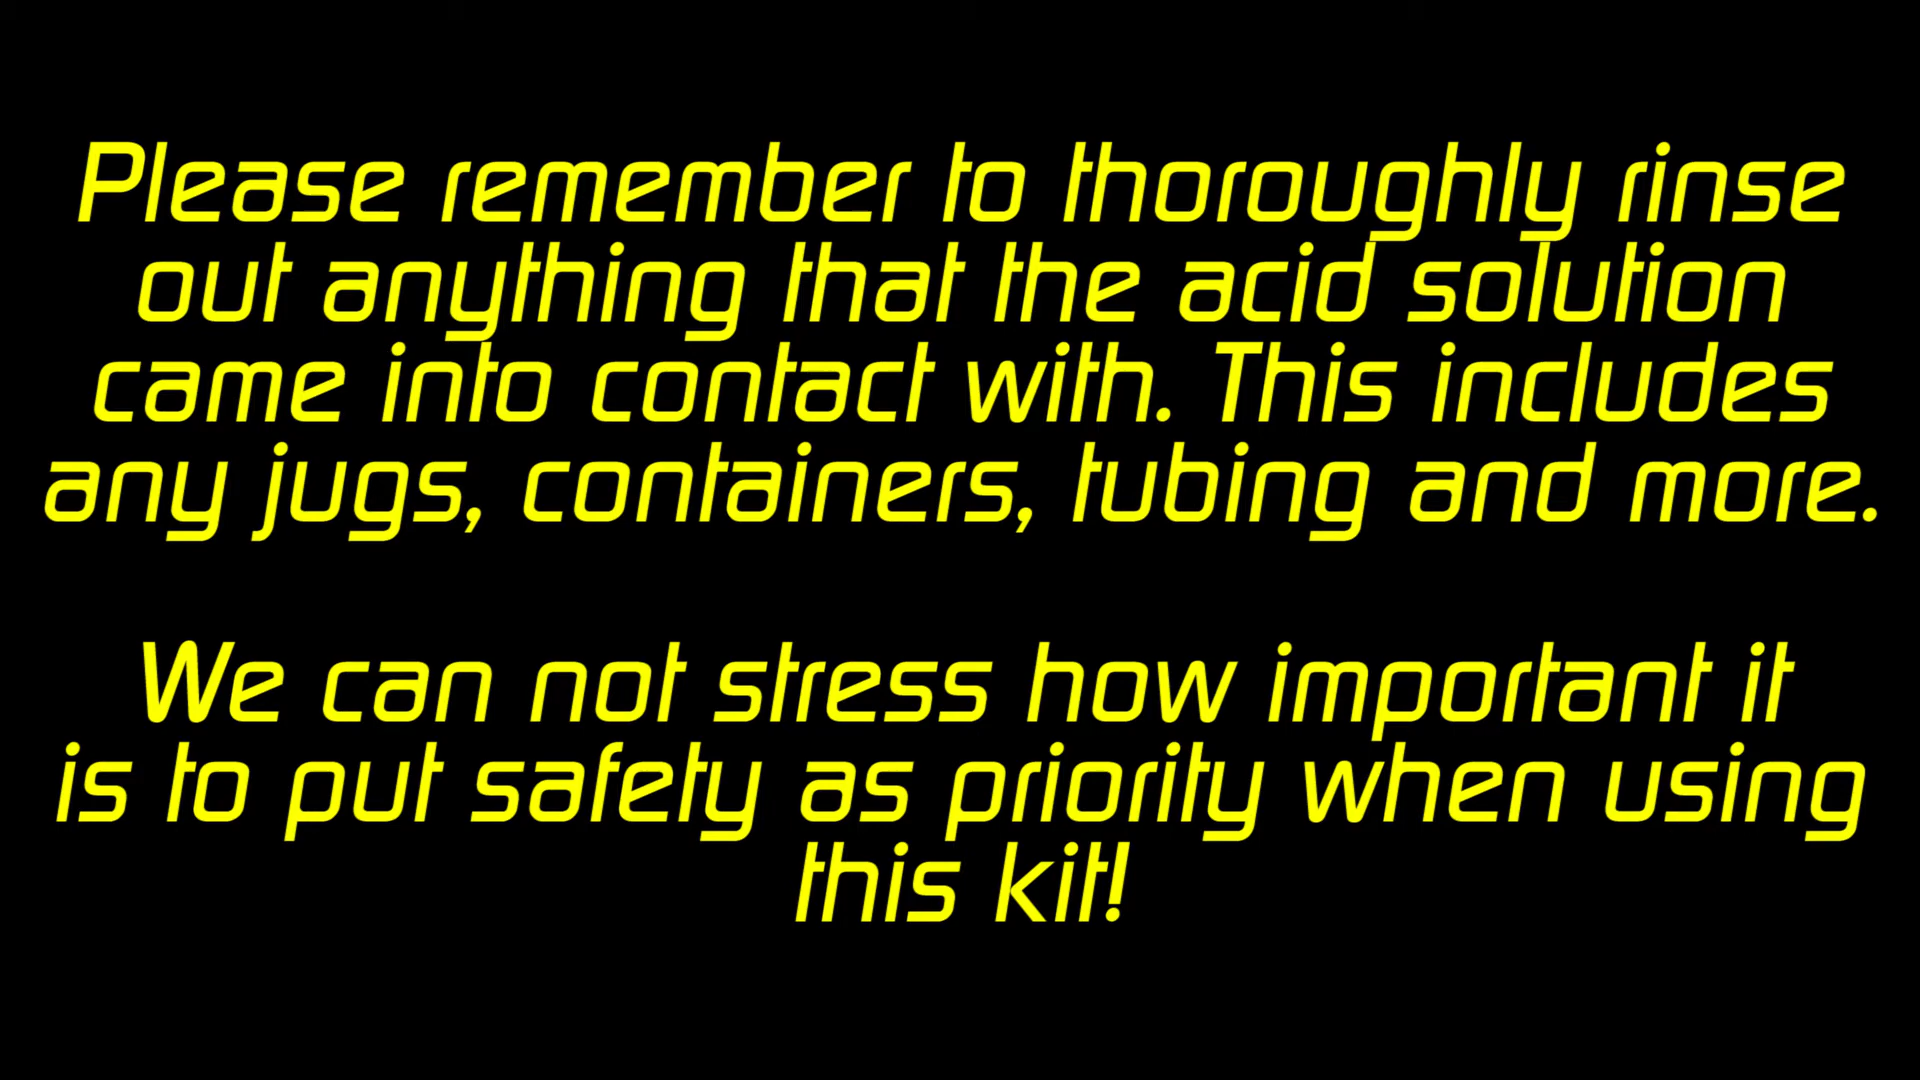 Please remember to thoroughly rinse
out anything that the acid solution
came into contact with. This includes
any jugs, containers, tubing and more.
We can not stress how important it
is to put safety as priority when using
this kit!